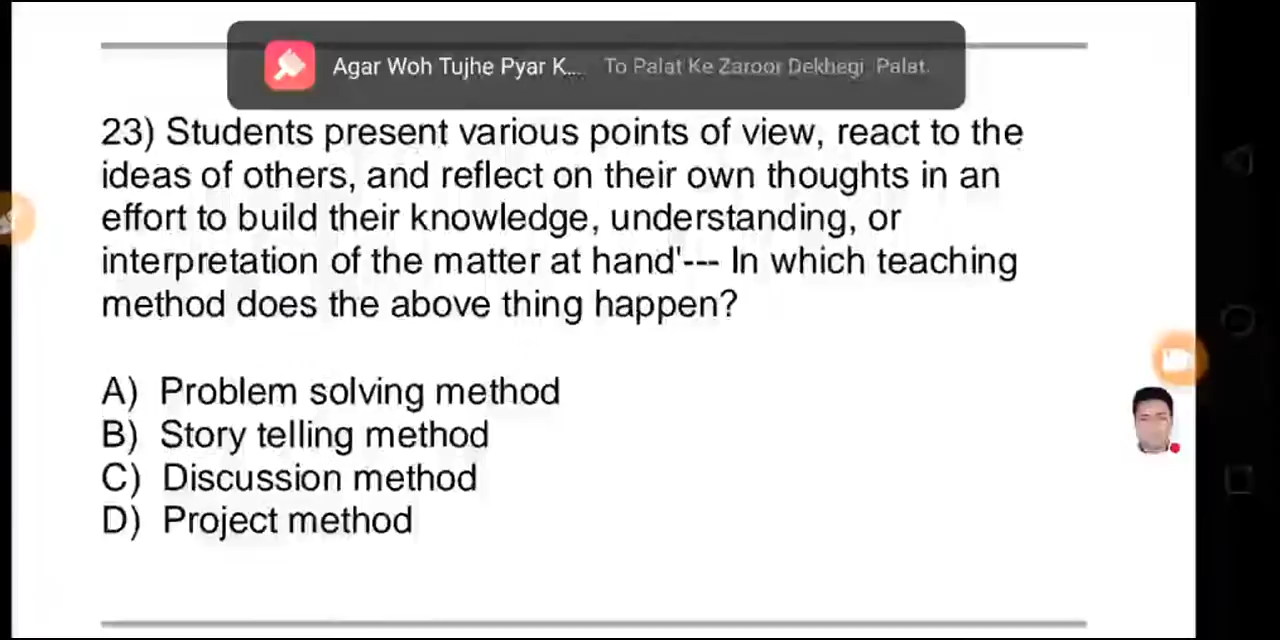 Agar Woh Tujhe Pyar K... To Palat Ke Zaroor Dekhegi Palat.
23) Students present various points of view, react to the
ideas of others, and reflect on their own thoughts in an
effort to build their knowledge, understanding, or
interpretation of the matter at hand'--- In which teaching
method does the above thing happen?
A) Problem solving method
B) Story telling method
C) Discussion method
D) Project method